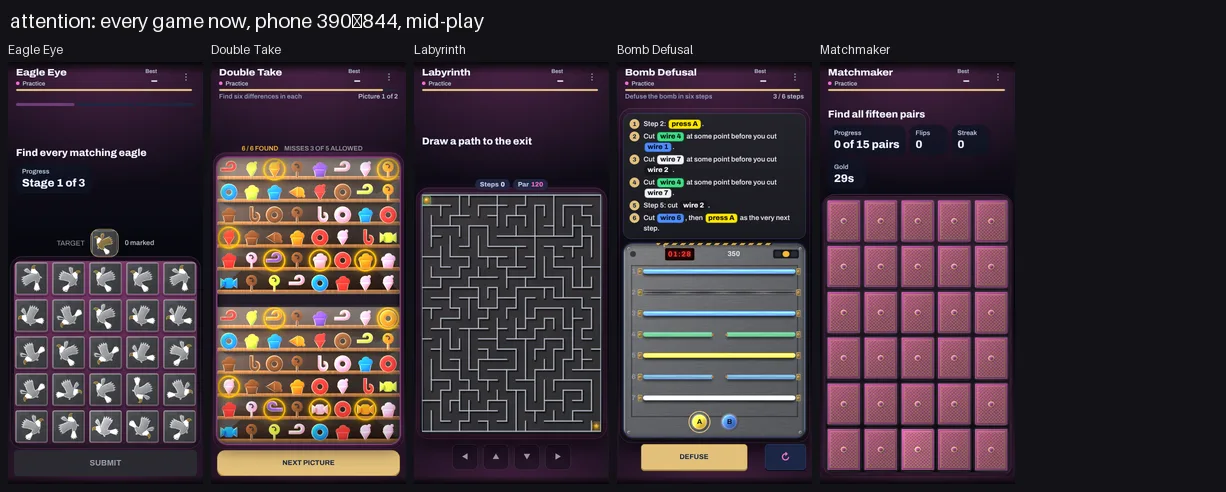 attention: every game now, phone 390▯844, mid-play
Eagle Eye
Double Take
Labyrinth
Bomb Defusal
Matchmaker
Eagle Eye
Practice
Best
–
Find every matching eagle
Progress
Stage 1 of 3
TARGET
0 marked
SUBMIT
Double Take
Practice
Best
–
Find six differences in each
Picture 1 of 2
6 / 6 FOUND MISSES 3 OF 5 ALLOWED
NEXT PICTURE
Labyrinth
Practice
Best
–
Draw a path to the exit
Steps 0
Par 120
Bomb Defusal
Practice
Best
–
Defuse the bomb in six steps
3 / 6 steps
1 Step 2: press A .
2 Cut wire 4 at some point before you cut
wire 1 .
3 Cut wire 7 at some point before you cut
wire 2 .
4 Cut wire 4 at some point before you cut
wire 7 .
5 Step 5: cut wire 2 .
6 Cut wire 6 , then press A as the very next
step.
01:28
350
A
B
DEFUSE
Matchmaker
Practice
Best
–
Find all fifteen pairs
Progress
0 of 15 pairs
Flips
0
Streak
0
Gold
29s